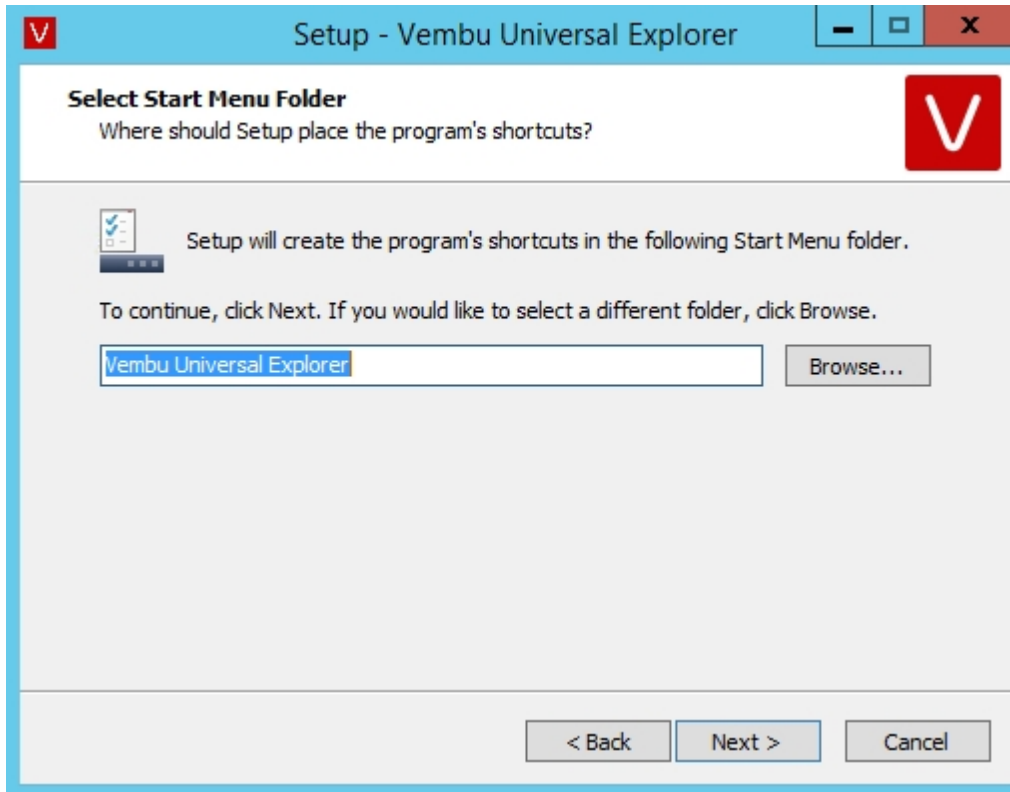 V Setup - Vembu Universal Explorer
Select Start Menu Folder
Where should Setup place the program's shortcuts?
V
Setup will create the program's shortcuts in the following Start Menu folder.
To continue, click Next. If you would like to select a different folder, click Browse.
Vembu Universal Explorer Browse...
< Back Next > Cancel